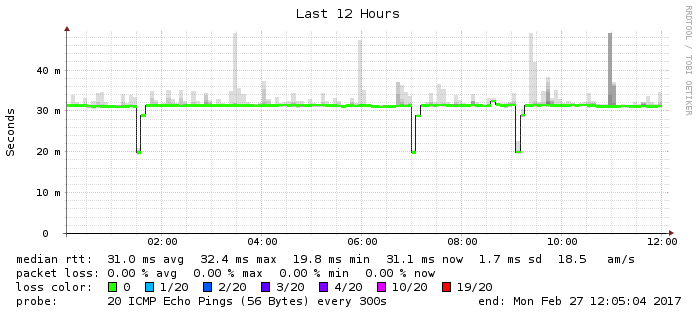 Last 12 Hours
RRDTOOL / TOBI OETIKER
Seconds
40 m
30 m
20 m
10 m
0
02:00 04:00 06:00 08:00 10:00 12:00
median rtt: 31.0 ms avg 32.4 ms max 19.8 ms min 31.1 ms now 1.7 ms sd 18.5 am/s
packet loss: 0.00 % avg 0.00 % max 0.00 % min 0.00 % now
loss color: 0 1/20 2/20 3/20 4/20 10/20 19/20
probe: 20 ICMP Echo Pings (56 Bytes) every 300s end: Mon Feb 27 12:05:04 2017